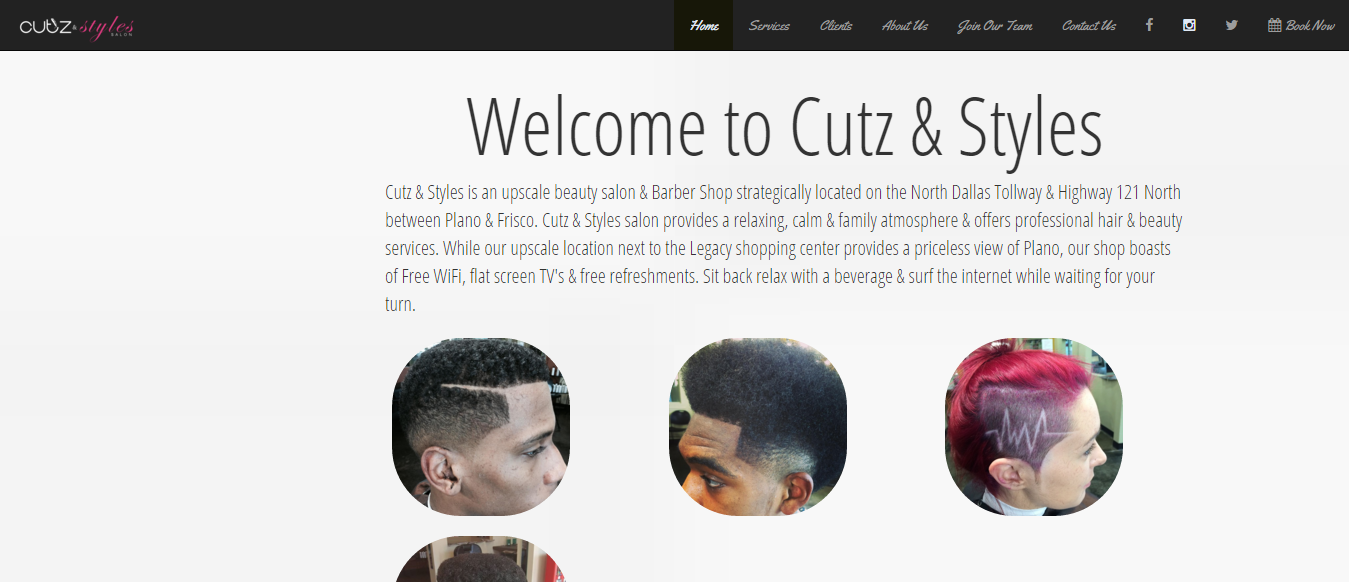 cutz & styles
SALON
Home Services Clients About Us Join Our Team Contact Us Book Now
Welcome to Cutz & Styles
Cutz & Styles is an upscale beauty salon & Barber Shop strategically located on the North Dallas Tollway & Highway 121 North
between Plano & Frisco. Cutz & Styles salon provides a relaxing, calm & family atmosphere & offers professional hair & beauty
services. While our upscale location next to the Legacy shopping center provides a priceless view of Plano, our shop boasts
of Free WiFi, flat screen TV's & free refreshments. Sit back relax with a beverage & surf the internet while waiting for your
turn.